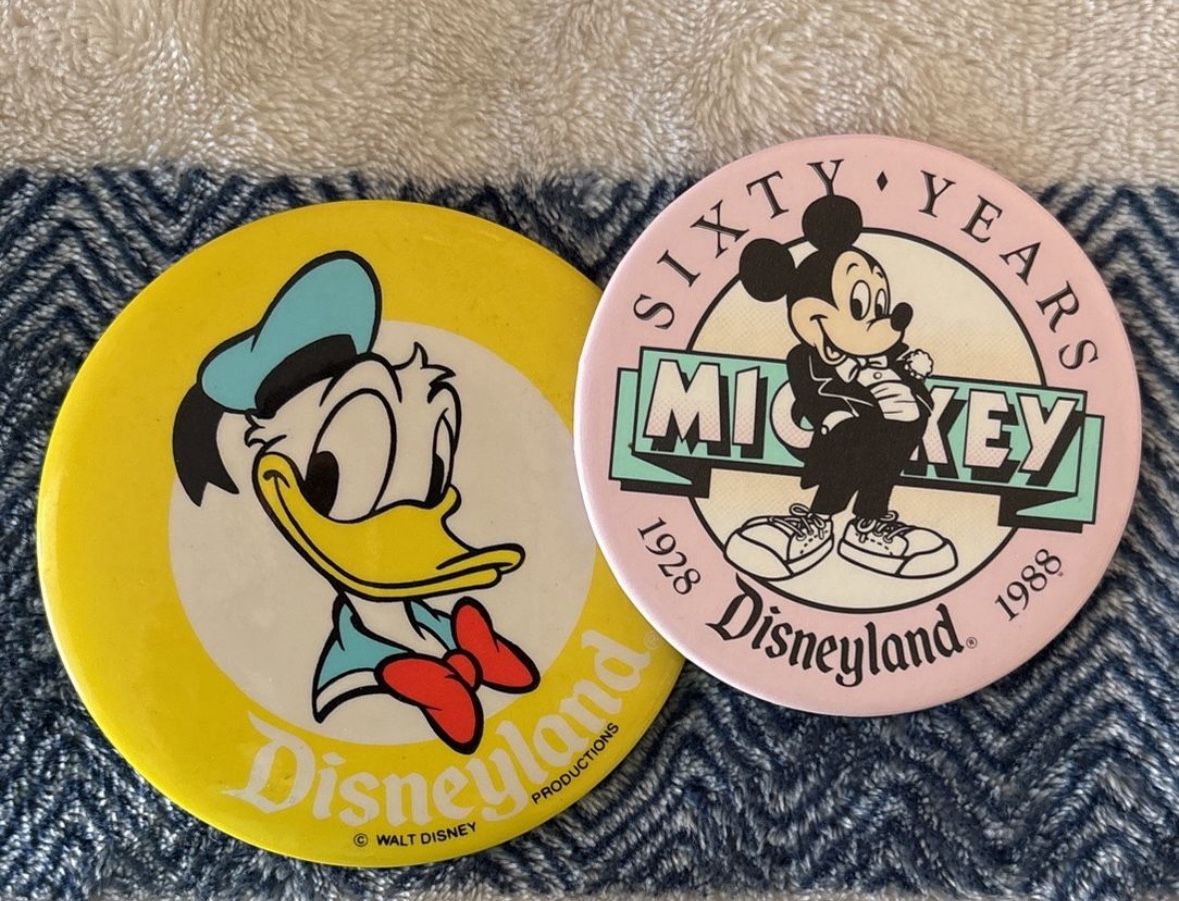 Disneyland®
© WALT DISNEY PRODUCTIONS
SIXTY ♦ YEARS
MICKEY
1928
1988
Disneyland®